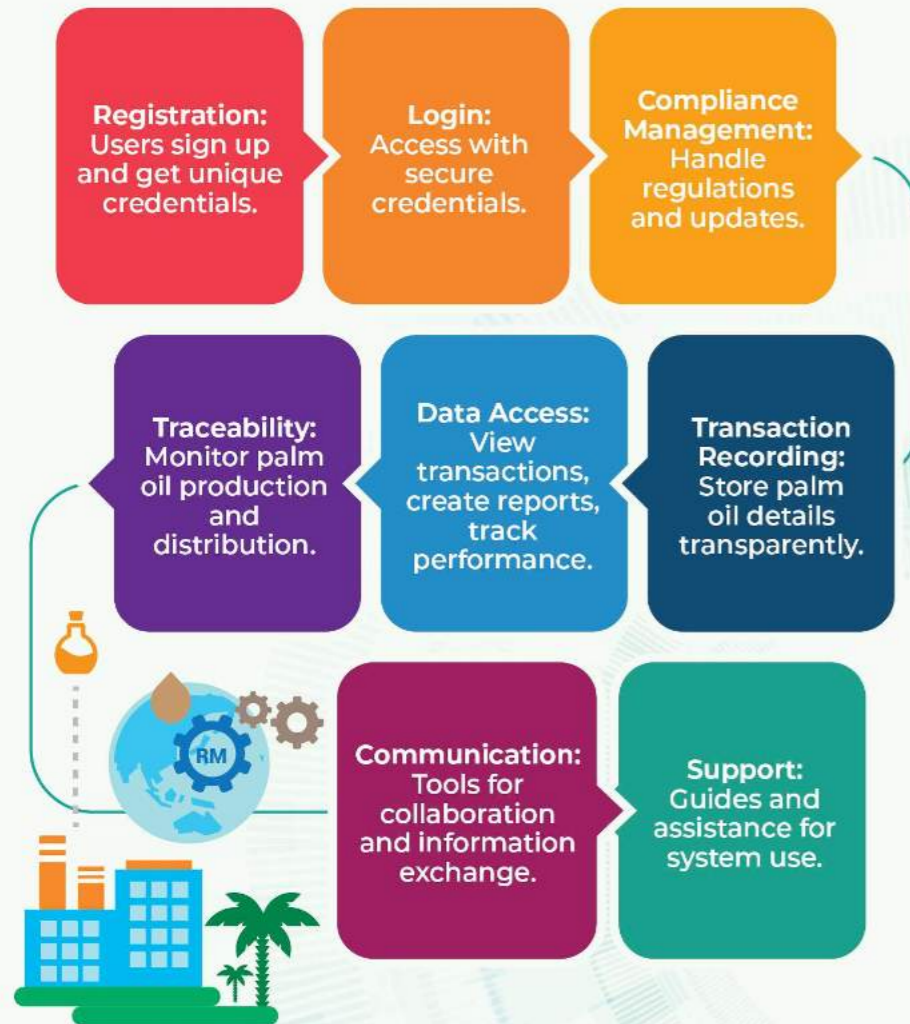 Registration:
Users sign up
and get unique
credentials.
Login:
Access with
secure
credentials.
Compliance
Management:
Handle
regulations
and updates.
Transaction
Recording:
Store palm
oil details
transparently.
Data Access:
View
transactions,
create reports,
track
performance.
Traceability:
Monitor palm
oil production
and
distribution.
RM
Communication:
Tools for
collaboration
and information
exchange.
Support:
Guides and
assistance for
system use.